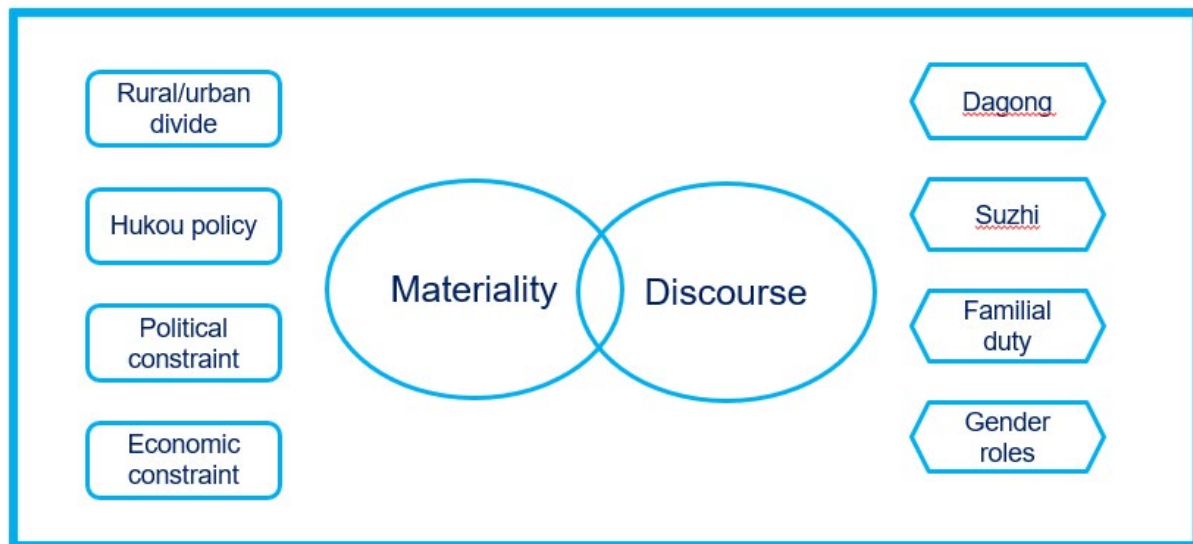 Rural/urban
divide
Hukou policy
Political
constraint
Economic
constraint
Materiality
Discourse
Dagong
Suzhi
Familial
duty
Gender
roles